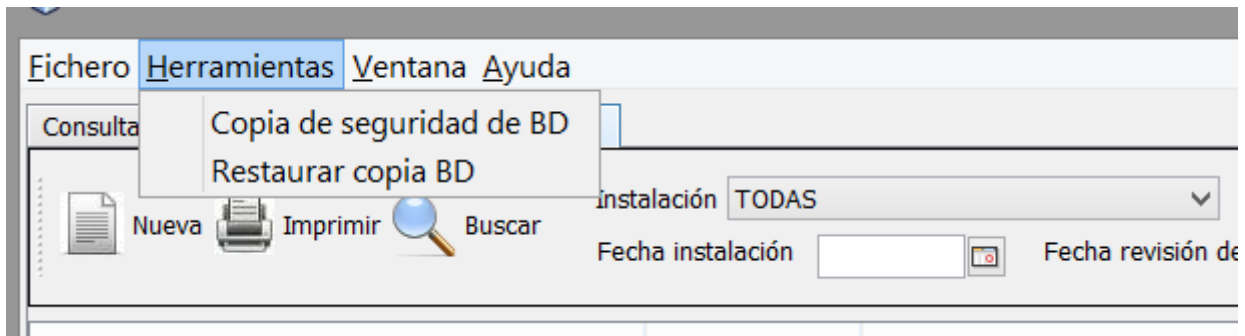 Fichero Herramientas Ventana Ayuda
Consulta
Copia de seguridad de BD
Restaurar copia BD
Nueva Imprimir Buscar
Instalación TODAS
Fecha instalación Fecha revisión de